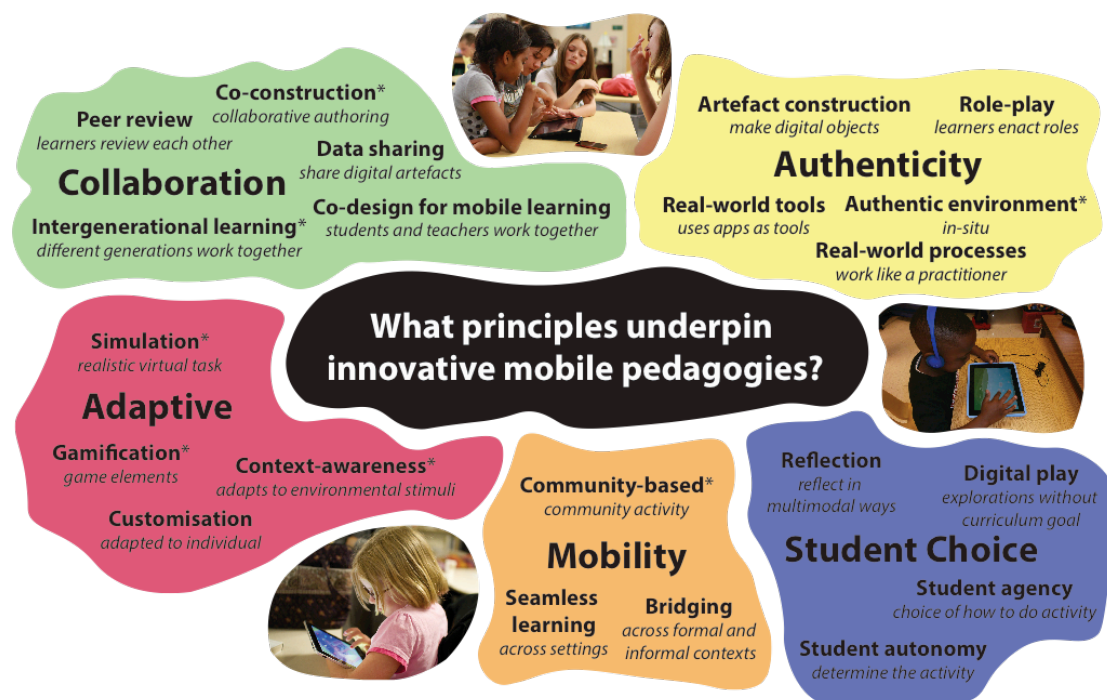 Co-construction*
collaborative authoring
Peer review
learners review each other
Data sharing
share digital artefacts
Collaboration
Intergenerational learning*
different generations work together
Co-design for mobile learning
students and teachers work together
Artefact construction
make digital objects
Role-play
learners enact roles
Authenticity
Real-world tools
uses apps as tools
Authentic environment*
in-situ
Real-world processes
work like a practitioner
What principles underpin
innovative mobile pedagogies?
Simulation*
realistic virtual task
Adaptive
Gamification*
game elements
Context-awareness*
adapts to environmental stimuli
Customisation
adapted to individual
Community-based*
community activity
Mobility
Seamless
learning
across settings
Bridging
across formal and
informal contexts
Reflection
reflect in
multimodal ways
Digital play
explorations without
curriculum goal
Student Choice
Student agency
choice of how to do activity
Student autonomy
determine the activity